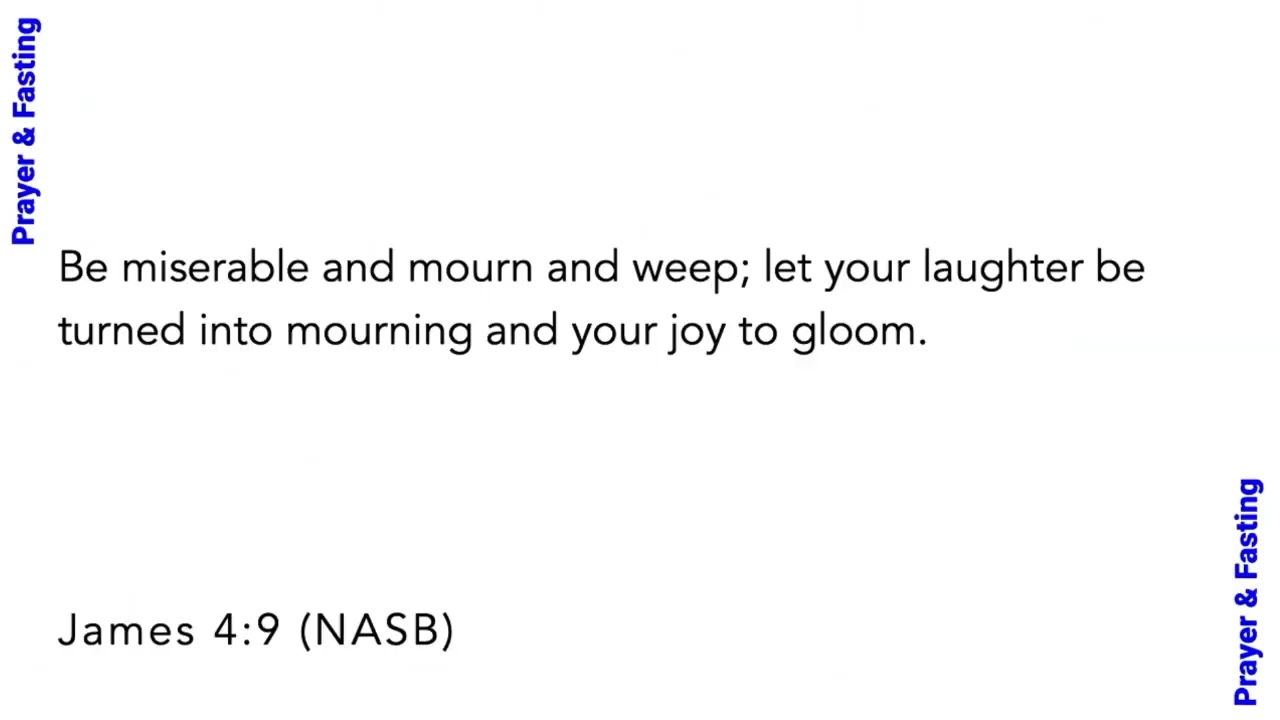 Prayer & Fasting
Be miserable and mourn and weep; let your laughter be
turned into mourning and your joy to gloom.
James 4:9 (NASB)
Prayer & Fasting